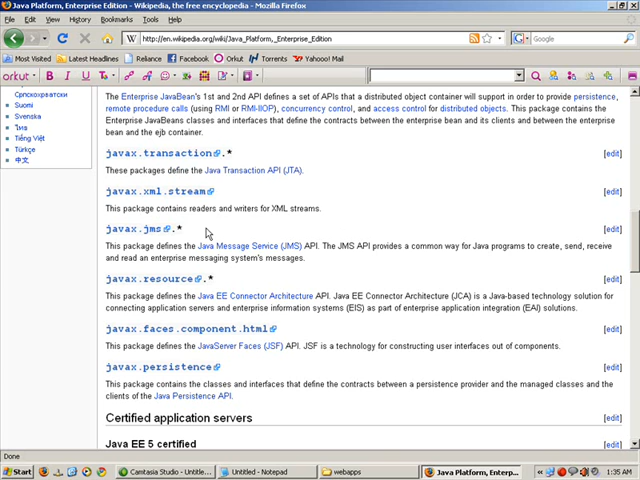 Java Platform, Enterprise Edition - Wikipedia, the free encyclopedia - Mozilla Firefox
File Edit View History Bookmarks Tools Help
http://en.wikipedia.org/wiki/Java_Platform,_Enterprise_Edition
Google
Most Visited Latest Headlines Reliance Gmail Facebook Orkut Torrents Yahoo! Mail
orkut
Српскохрватски
Suomi
Svenska
ไทย
Tiếng Việt
Türkçe
中文
The Enterprise JavaBean's 1st and 2nd API defines a set of APIs that a distributed object container will support in order to provide persistence,
remote procedure calls (using RMI or RMI-IIOP), concurrency control, and access control for distributed objects. This package contains the
Enterprise JavaBeans classes and interfaces that define the contracts between the enterprise bean and its clients and between the enterprise
bean and the ejb container.
javax.transaction.* [edit]
These packages define the Java Transaction API (JTA).
javax.xml.stream [edit]
This package contains readers and writers for XML streams.
javax.jms.* [edit]
This package defines the Java Message Service (JMS) API. The JMS API provides a common way for Java programs to create, send, receive
and read an enterprise messaging system's messages.
javax.resource.* [edit]
This package defines the Java EE Connector Architecture API. Java EE Connector Architecture (JCA) is a Java-based technology solution for
connecting application servers and enterprise information systems (EIS) as part of enterprise application integration (EAI) solutions.
javax.faces.component.html [edit]
This package defines the JavaServer Faces (JSF) API. JSF is a technology for constructing user interfaces out of components.
javax.persistence [edit]
This package contains the classes and interfaces that define the contracts between a persistence provider and the managed classes and
clients of the Java Persistence API.
Certified application servers [edit]
Java EE 5 certified [edit]
Done
Start Camtasia Studio - Untitle... Untitled - Notepad webapps Java Platform, Enterp... 1:35 AM